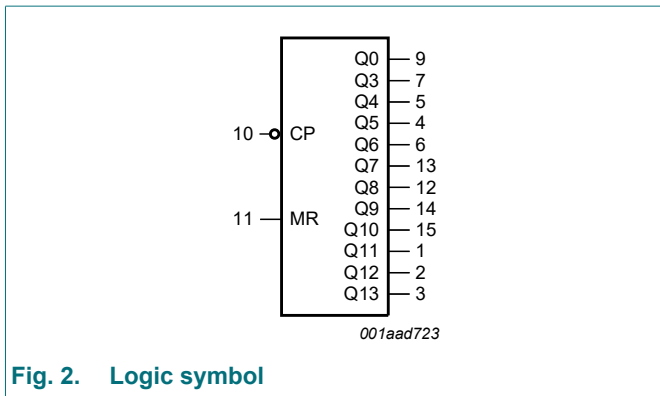 Q0 9
Q3 7
Q4 5
Q5 4
10 CP Q6 6
Q7 13
Q8 12
Q9 14
11 MR Q10 15
Q11 1
Q12 2
Q13 3
001aad723
Fig. 2. Logic symbol